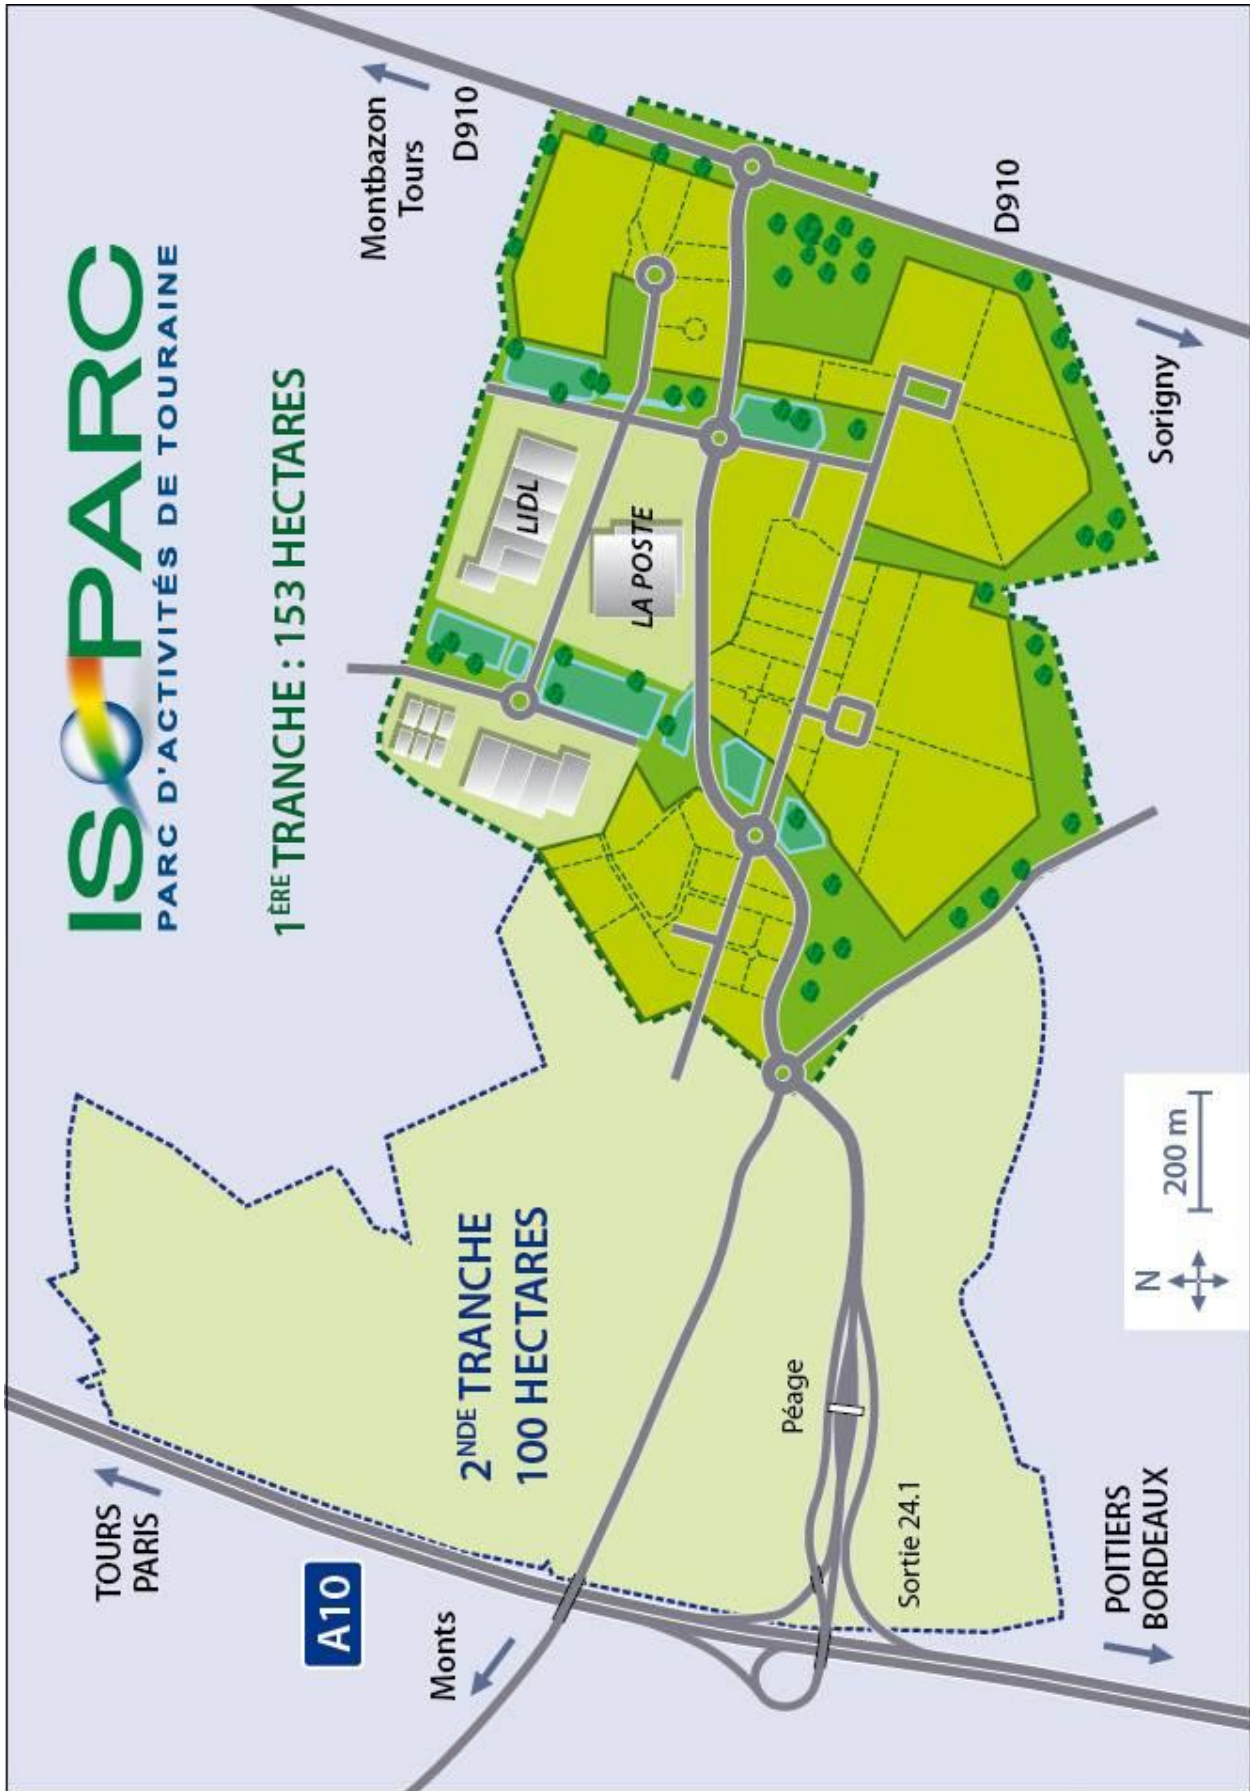 ISOPARC
PARC D'ACTIVITÉS DE TOURAINE
1ÈRE TRANCHE : 153 HECTARES
TOURS
PARIS
A10
Monts
2NDE TRANCHE
100 HECTARES
Montbazon
Tours
D910
LIDL
LA POSTE
Péage
Sortie 24.1
POITIERS
BORDEAUX
N
200 m
D910
Sorigny